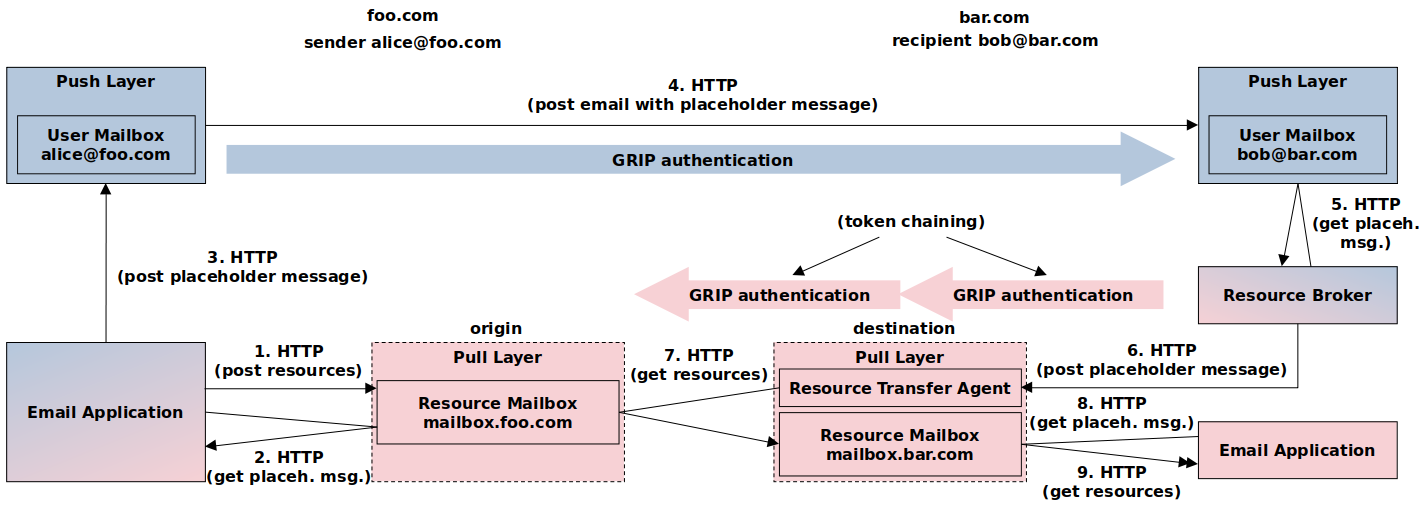 foo.com
sender alice@foo.com
bar.com
recipient bob@bar.com
Push Layer
User Mailbox
alice@foo.com
4. HTTP
(post email with placeholder message)
GRIP authentication
Push Layer
User Mailbox
bob@bar.com
3. HTTP
(post placeholder message)
(token chaining)
GRIP authentication
GRIP authentication
5. HTTP
(get placeh.
msg.)
Resource Broker
Email Application
1. HTTP
(post resources)
2. HTTP
(get placeh. msg.)
origin
Pull Layer
Resource Mailbox
mailbox.foo.com
7. HTTP
(get resources)
destination
Pull Layer
Resource Transfer Agent
Resource Mailbox
mailbox.bar.com
6. HTTP
(post placeholder message)
8. HTTP
(get placeh. msg.)
9. HTTP
(get resources)
Email Application